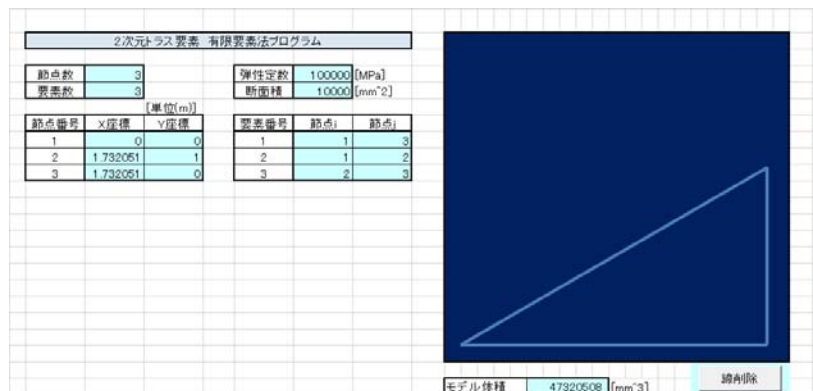 2次元トラス要素 有限要素法プログラム
節点数 3 弾性定数 100000 [MPa]
要素数 3 断面積 10000 [mm^2]
[単位(m)]
節点番号 X座標 Y座標 要素番号 節点i 節点j
1 0 0 1 1 3
2 1.732051 1 2 1 2
3 1.732051 0 3 2 3
線削除
モデル体積 47320508 [mm^3]